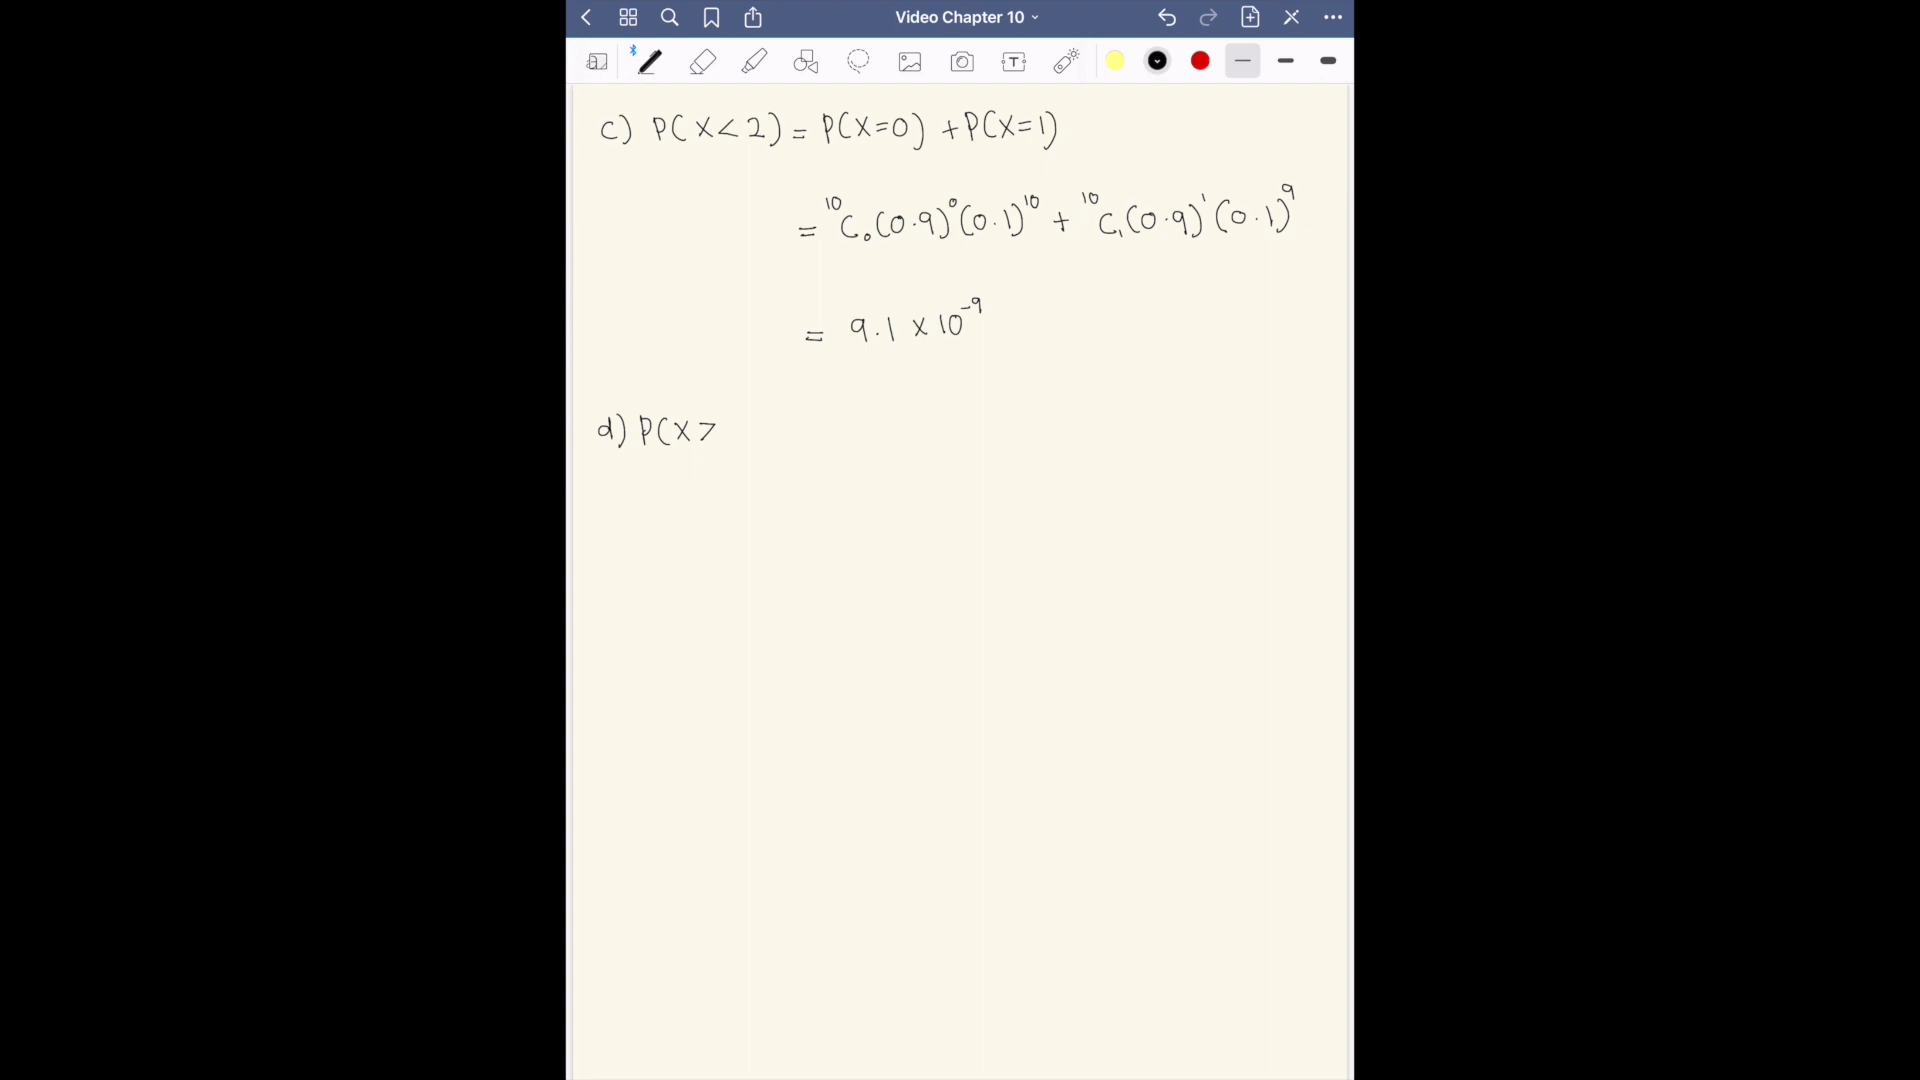 Video Chapter 10
c) P(X<2) = P(X=0) + P(X=1)
= ¹⁰C₀(0.9)⁰(0.1)¹⁰ + ¹⁰C₁(0.9)¹(0.1)⁹
= 9.1 × 10⁻⁹
d) P(X >